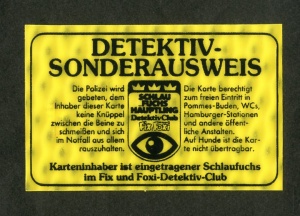 DETEKTIV-
SONDERAUSWEIS
Die Polizei wird
gebeten, dem
Inhaber dieser Karte
keine Knüppel
zwischen die Beine zu
schmeißen und sich
im Notfall aus allem
rauszuhalten.
SCHLAU
FUCHS
HÄUPTLING
Detektiv-Club
Fix Foxi
Die Karte berechtigt
zum freien Eintritt in
Pommes-Buden, WCs,
Hamburger-Stationen
und andere öffent-
liche Anstalten.
Auf Hunde ist die Kar-
te nicht übertragbar.
Karteninhaber ist eingetragener Schlaufuchs
im Fix und Foxi-Detektiv-Club